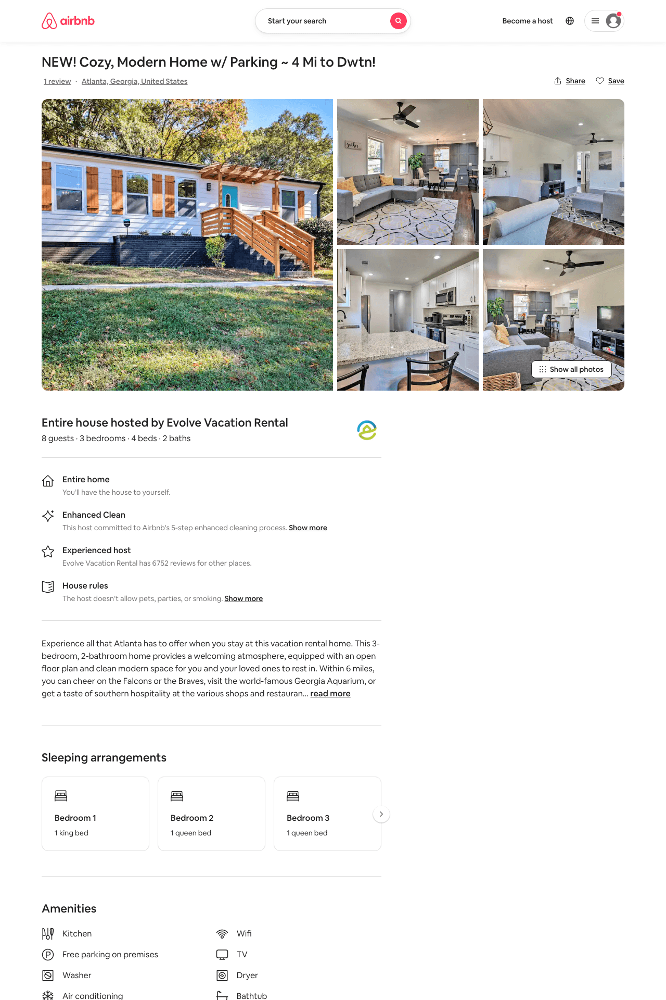 airbnb
Start your search
Become a host
NEW! Cozy, Modern Home w/ Parking ~ 4 Mi to Dwtn!
1 review · Atlanta, Georgia, United States
Share
Save
gather
Show all photos
Entire house hosted by Evolve Vacation Rental
8 guests · 3 bedrooms · 4 beds · 2 baths
Entire home
You’ll have the house to yourself.
Enhanced Clean
This host committed to Airbnb's 5-step enhanced cleaning process. Show more
Experienced host
Evolve Vacation Rental has 6752 reviews for other places.
House rules
The host doesn’t allow pets, parties, or smoking. Show more
Experience all that Atlanta has to offer when you stay at this vacation rental home. This 3-
bedroom, 2-bathroom home provides a welcoming atmosphere, equipped with an open
floor plan and clean modern space for you and your loved ones to rest in. Within 6 miles,
you can cheer on the Falcons or the Braves, visit the world-famous Georgia Aquarium, or
get a taste of southern hospitality at the various shops and restauran... read more
Sleeping arrangements
Bedroom 1
1 king bed
Bedroom 2
1 queen bed
Bedroom 3
1 queen bed
Amenities
Kitchen
Wifi
Free parking on premises
TV
Washer
Dryer
Air conditioning
Bathtub